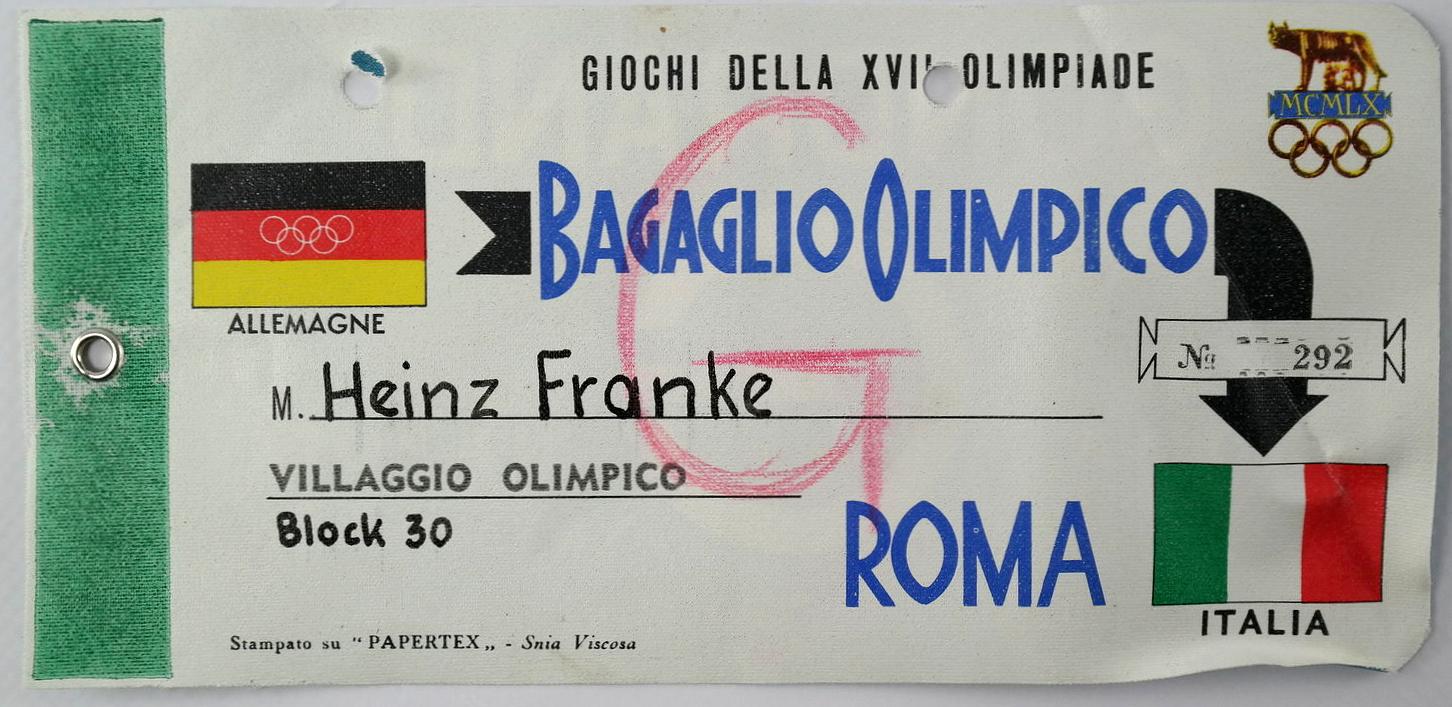 GIOCHI DELLA XVII OLIMPIADE
MCMLX
BAGAGLIO OLIMPICO
ALLEMAGNE
No 292
M. Heinz Franke
VILLAGGIO OLIMPICO
Block 30
G
ROMA
ITALIA
Stampato su “ PAPERTEX „ - Snia Viscosa